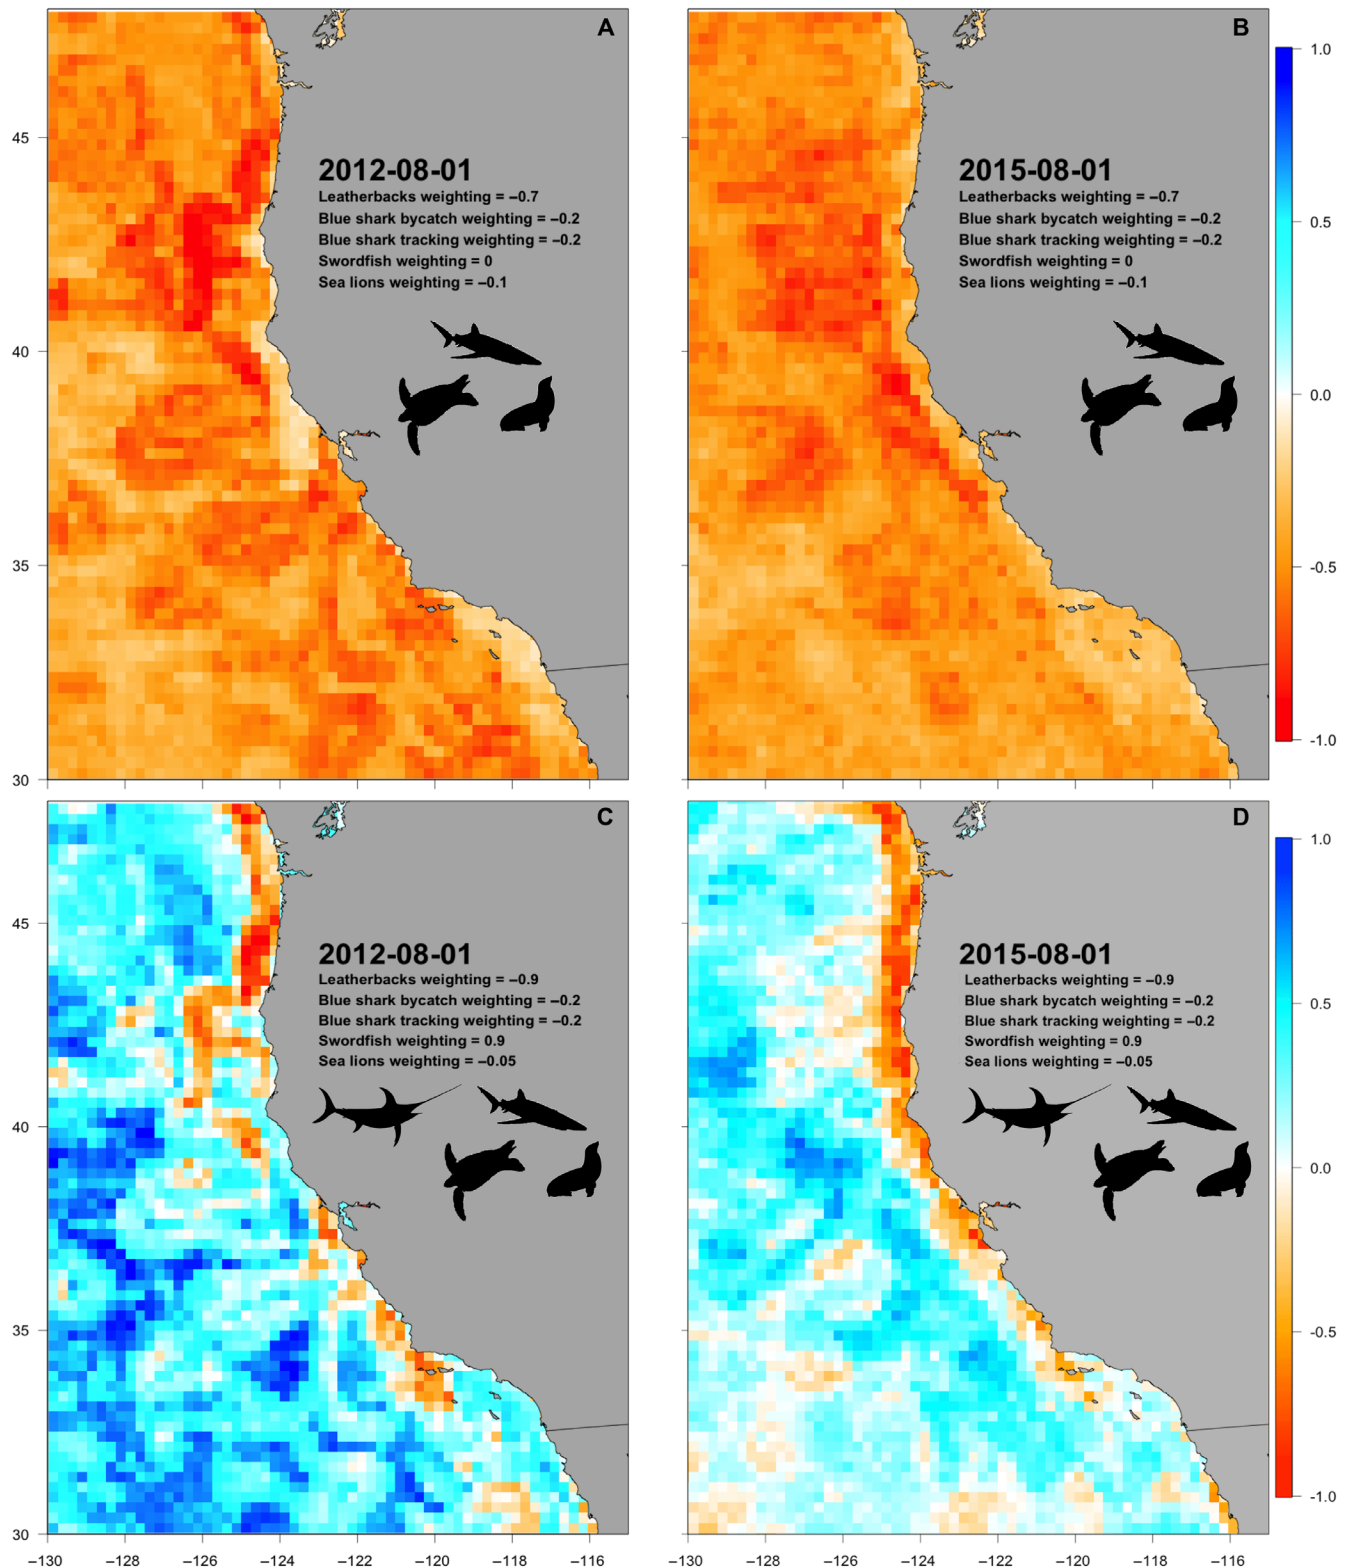 A
2012-08-01
Leatherbacks weighting = −0.7
Blue shark bycatch weighting = −0.2
Blue shark tracking weighting = −0.2
Swordfish weighting = 0
Sea lions weighting = −0.1
45
40
35
30
B
2015-08-01
Leatherbacks weighting = −0.7
Blue shark bycatch weighting = −0.2
Blue shark tracking weighting = −0.2
Swordfish weighting = 0
Sea lions weighting = −0.1
1.0
0.5
0.0
-0.5
-1.0
C
2012-08-01
Leatherbacks weighting = −0.9
Blue shark bycatch weighting = −0.2
Blue shark tracking weighting = −0.2
Swordfish weighting = 0.9
Sea lions weighting = −0.05
45
40
35
30
−130 −128 −126 −124 −122 −120 −118 −116
D
2015-08-01
Leatherbacks weighting = −0.9
Blue shark bycatch weighting = −0.2
Blue shark tracking weighting = −0.2
Swordfish weighting = 0.9
Sea lions weighting = −0.05
−130 −128 −126 −124 −122 −120 −118 −116
1.0
0.5
0.0
-0.5
-1.0